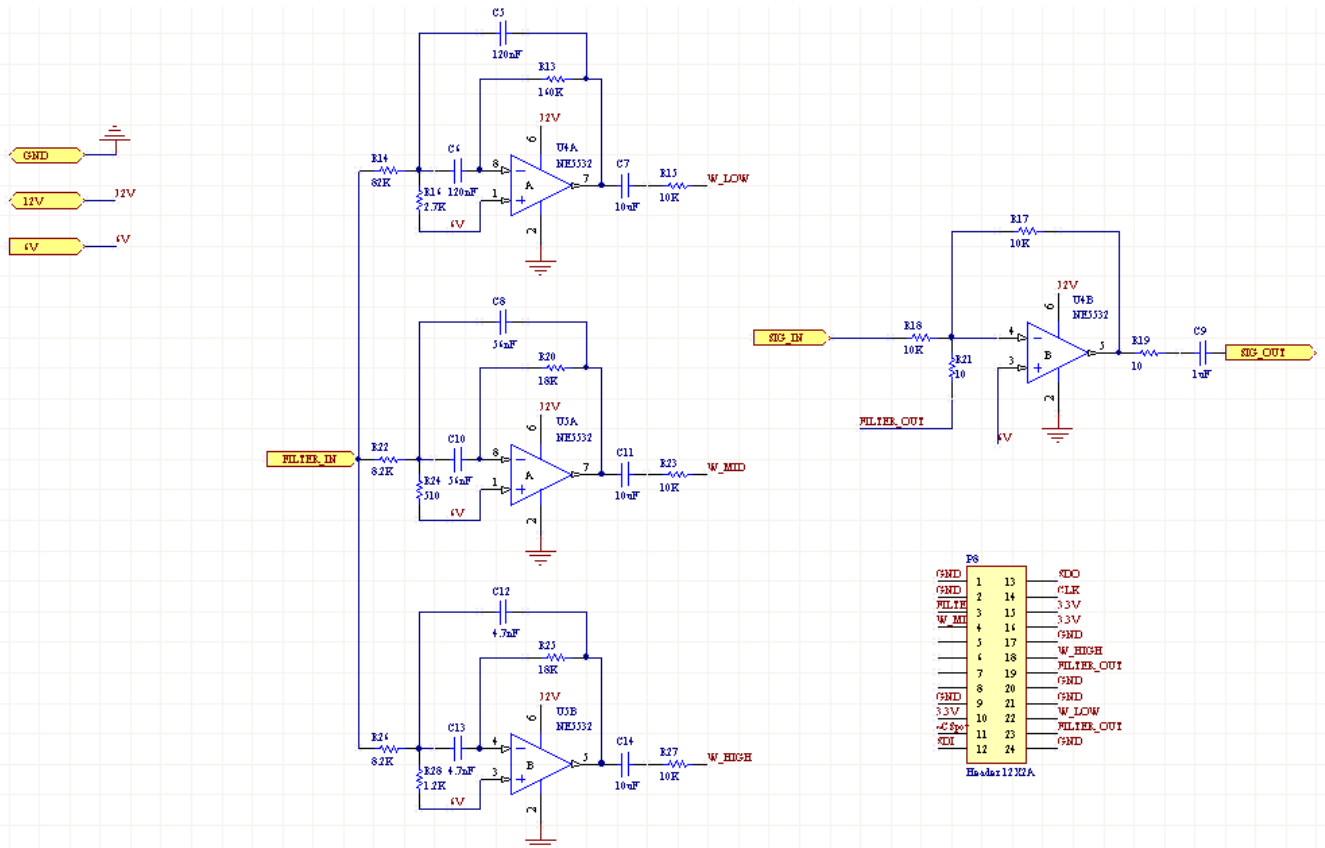 GND
12V
12V
6V
6V
C5
120nF
R13
160K
12V
6
R14
82K
C6
120nF
8
U4A
NE5532
A
7
C7
10uF
R15
10K
W_LOW
R16
2.7K
1
6V
2
C8
56nF
R20
18K
12V
6
U5A
NE5532
FILTER_IN
R22
8.2K
C10
56nF
8
A
7
C11
10uF
R23
10K
W_MID
R24
510
1
6V
2
C12
4.7nF
R25
18K
12V
6
U5B
NE5532
R26
8.2K
C13
4.7nF
4
B
5
C14
10uF
R27
10K
W_HIGH
R28
1.2K
3
6V
2
R17
10K
12V
6
U4B
NE5532
SIG_IN
R18
10K
4
B
5
R19
10
C9
1uF
SIG_OUT
R21
10
3
FILTER_OUT
6V
2
P8
GND 1 13 SDO
GND 2 14 CLK
FILTE 3 15 3.3V
W_MI 4 16 3.3V
5 17 GND
6 18 W_HIGH
7 19 FILTER_OUT
8 20 GND
GND 9 21 GND
3.3V 10 22 W_LOW
~CSpot 11 23 FILTER_OUT
SDI 12 24 GND
Header 12X2A